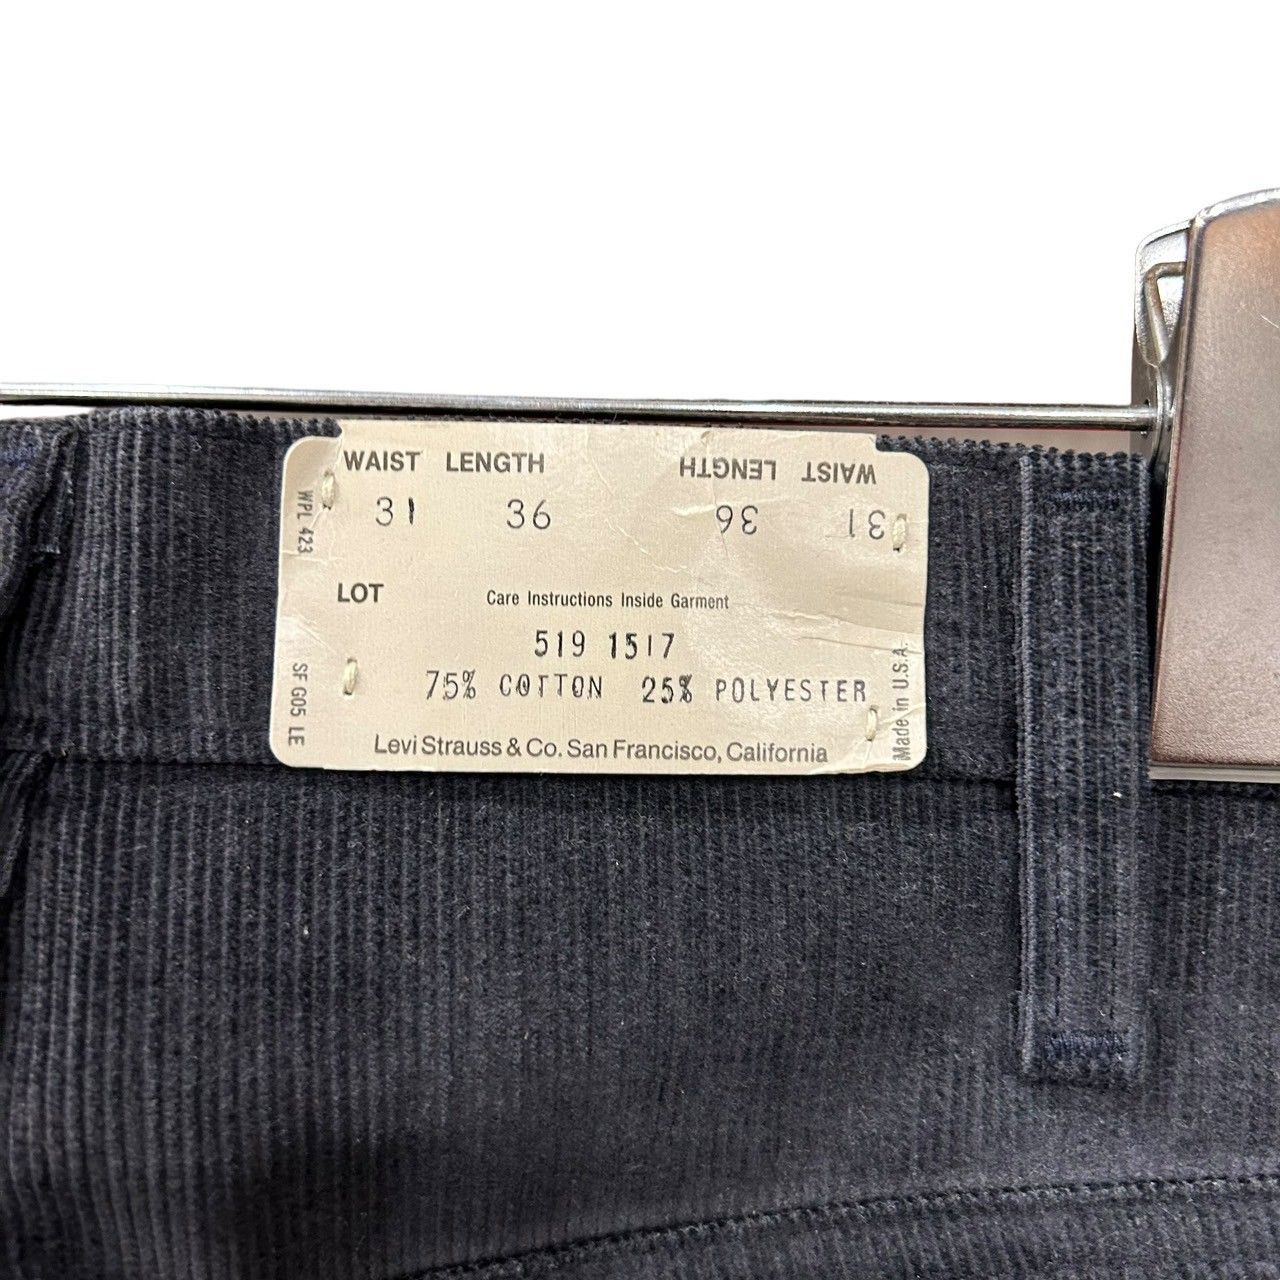 WAIST LENGTH
31 36
WAIST LENGTH
31 36
WPL 423
LOT
Care Instructions Inside Garment
519 1517
75% COTTON 25% POLYESTER
SF G05 LE
Made in U.S.A.
Levi Strauss & Co. San Francisco, California